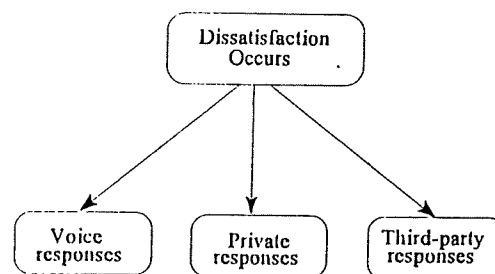 Dissatisfaction
Occurs
Voice
responses
Private
responses
Third-party
responses